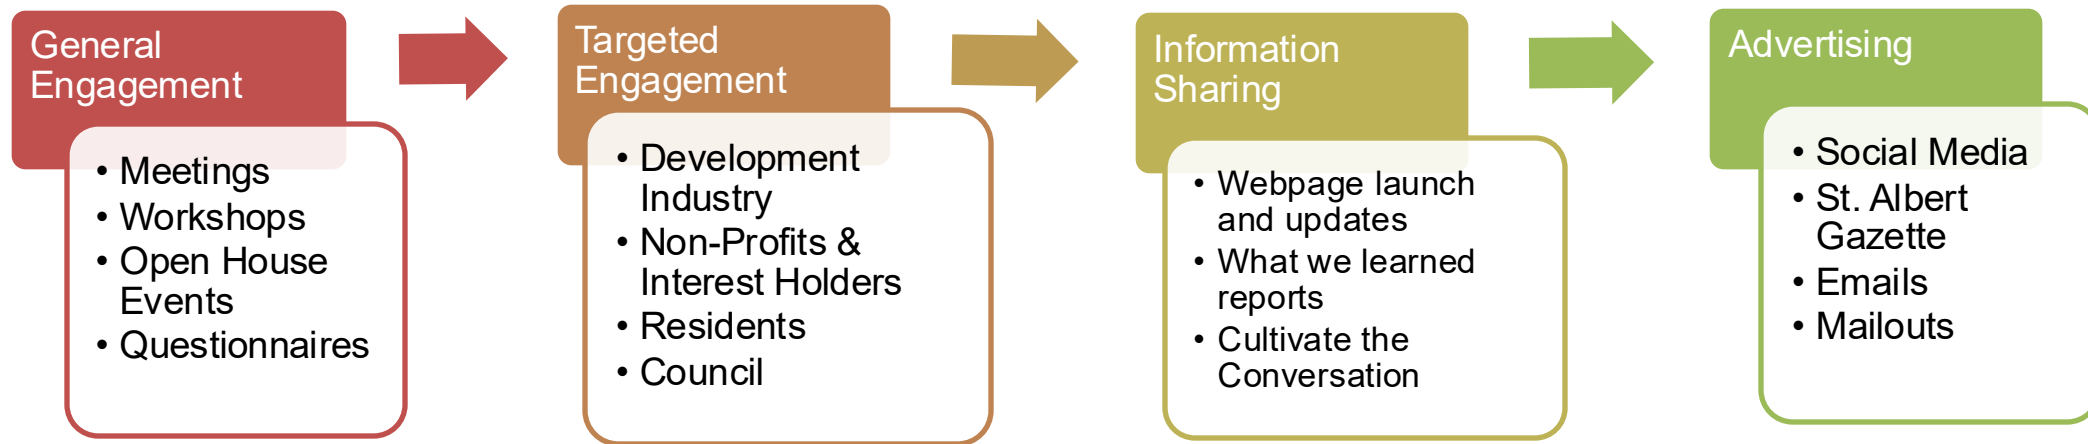 General
Engagement
• Meetings
• Workshops
• Open House
Events
• Questionnaires
Targeted
Engagement
• Development
Industry
• Non-Profits &
Interest Holders
• Residents
• Council
Information
Sharing
• Webpage launch
and updates
• What we learned
reports
• Cultivate the
Conversation
Advertising
• Social Media
• St. Albert
Gazette
• Emails
• Mailouts